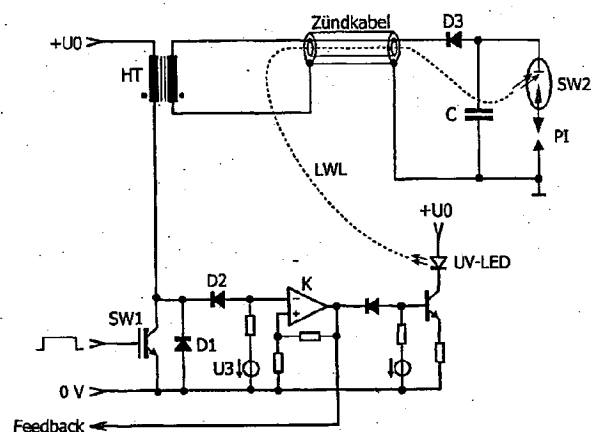 Zündkabel
D3
+U0
HT
SW2
C
PI
LWL
+U0
UV-LED
D2
K
SW1
D1
U3
0 V
Feedback